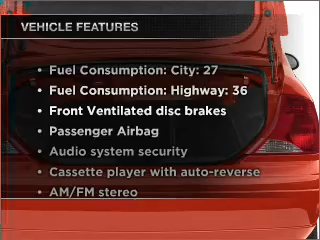 VEHICLE FEATURES
• Fuel Consumption: City: 27
• Fuel Consumption: Highway: 36
• Front Ventilated disc brakes
• Passenger Airbag
• Audio system security
• Cassette player with auto-reverse
• AM/FM stereo